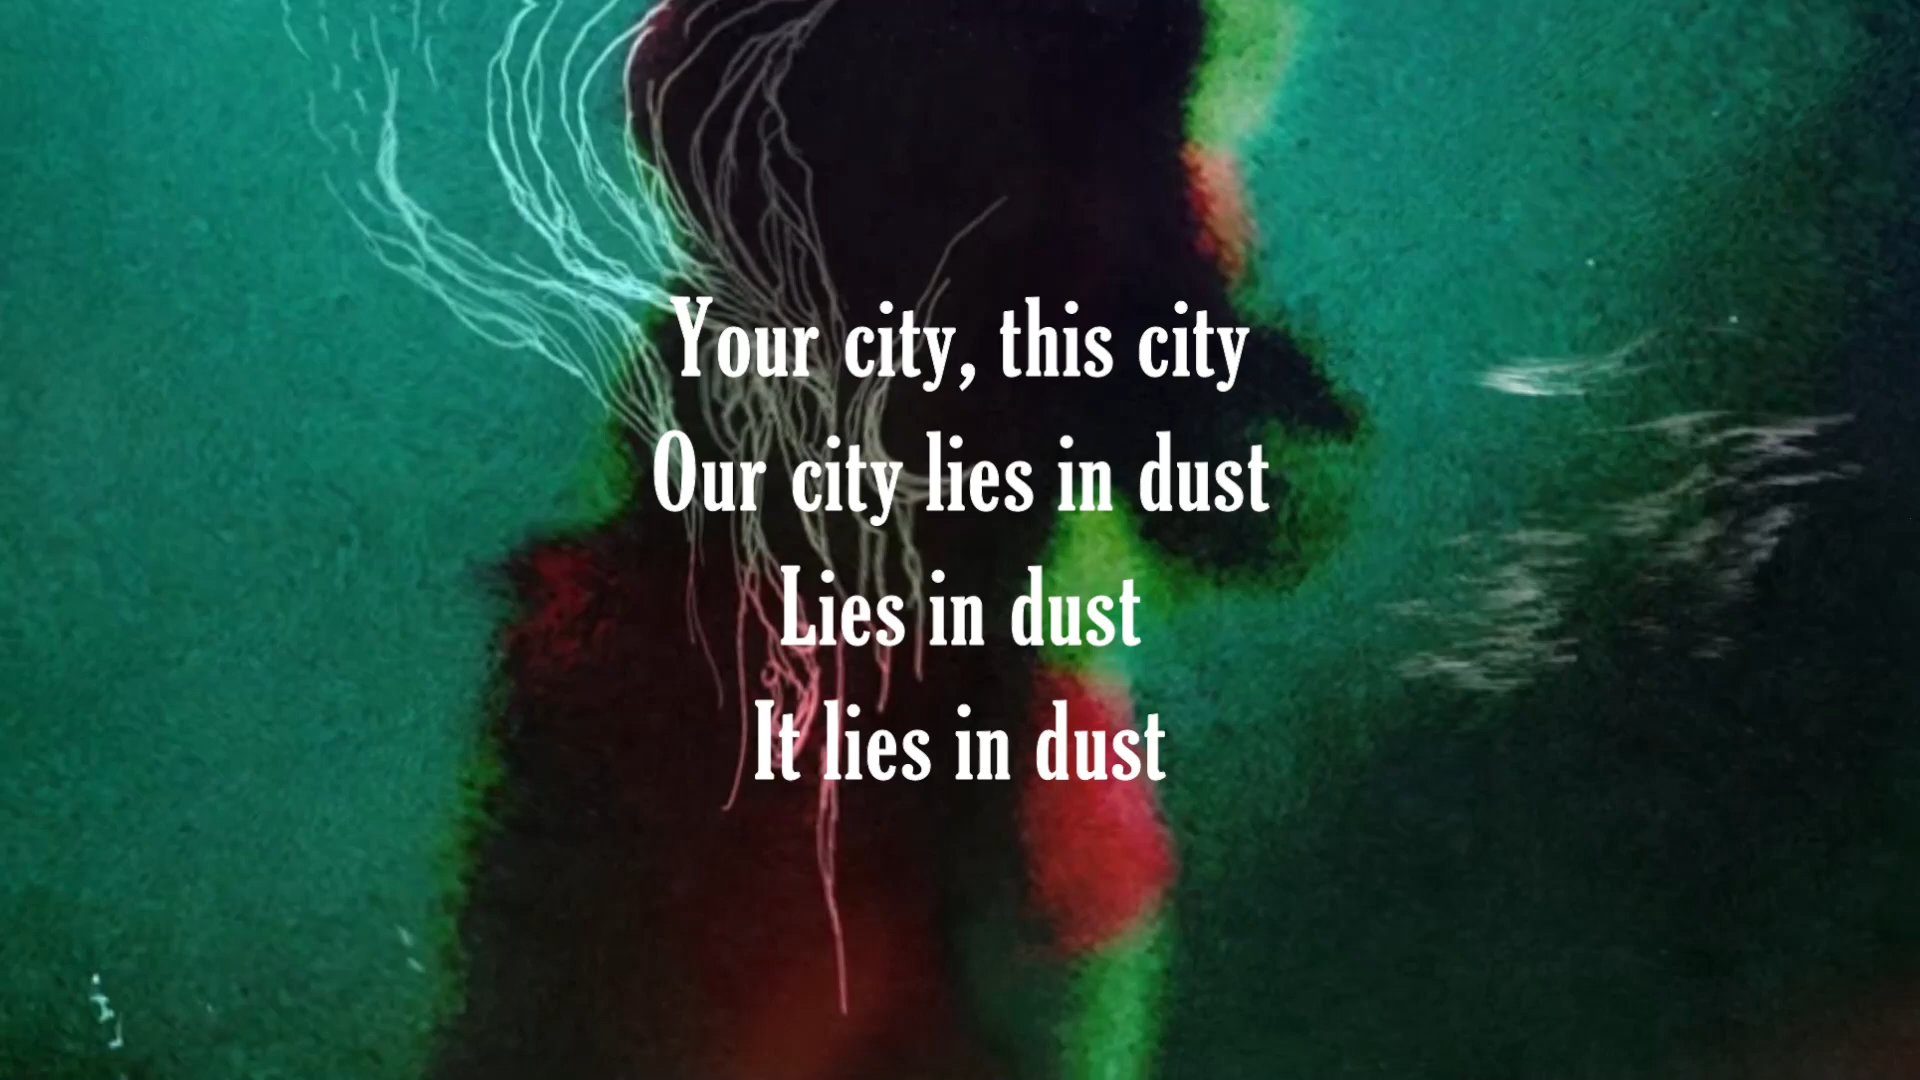 Your city, this city
Our city lies in dust
Lies in dust
It lies in dust